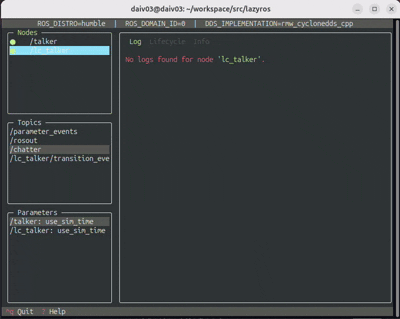 daiv03@daiv03: ~/workspace/src/lazyros
ROS_DISTRO=humble | ROS_DOMAIN_ID=0 | DDS_IMPLEMENTATION=rmw_cyclonedds_cpp
Nodes
/talker
/lc_talker
Log Lifecycle Info
No logs found for node 'lc_talker'.
Topics
/parameter_events
/rosout
/chatter
/lc_talker/transition_eve
Parameters
/talker: use_sim_time
/lc_talker: use_sim_time
^q Quit ? Help